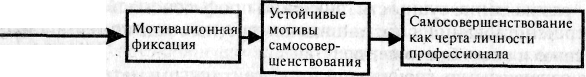 Мотивационная
фиксация
Устойчивые
мотивы
самосовер-
шенствования
Самосовершенствование
как черта личности
профессионала